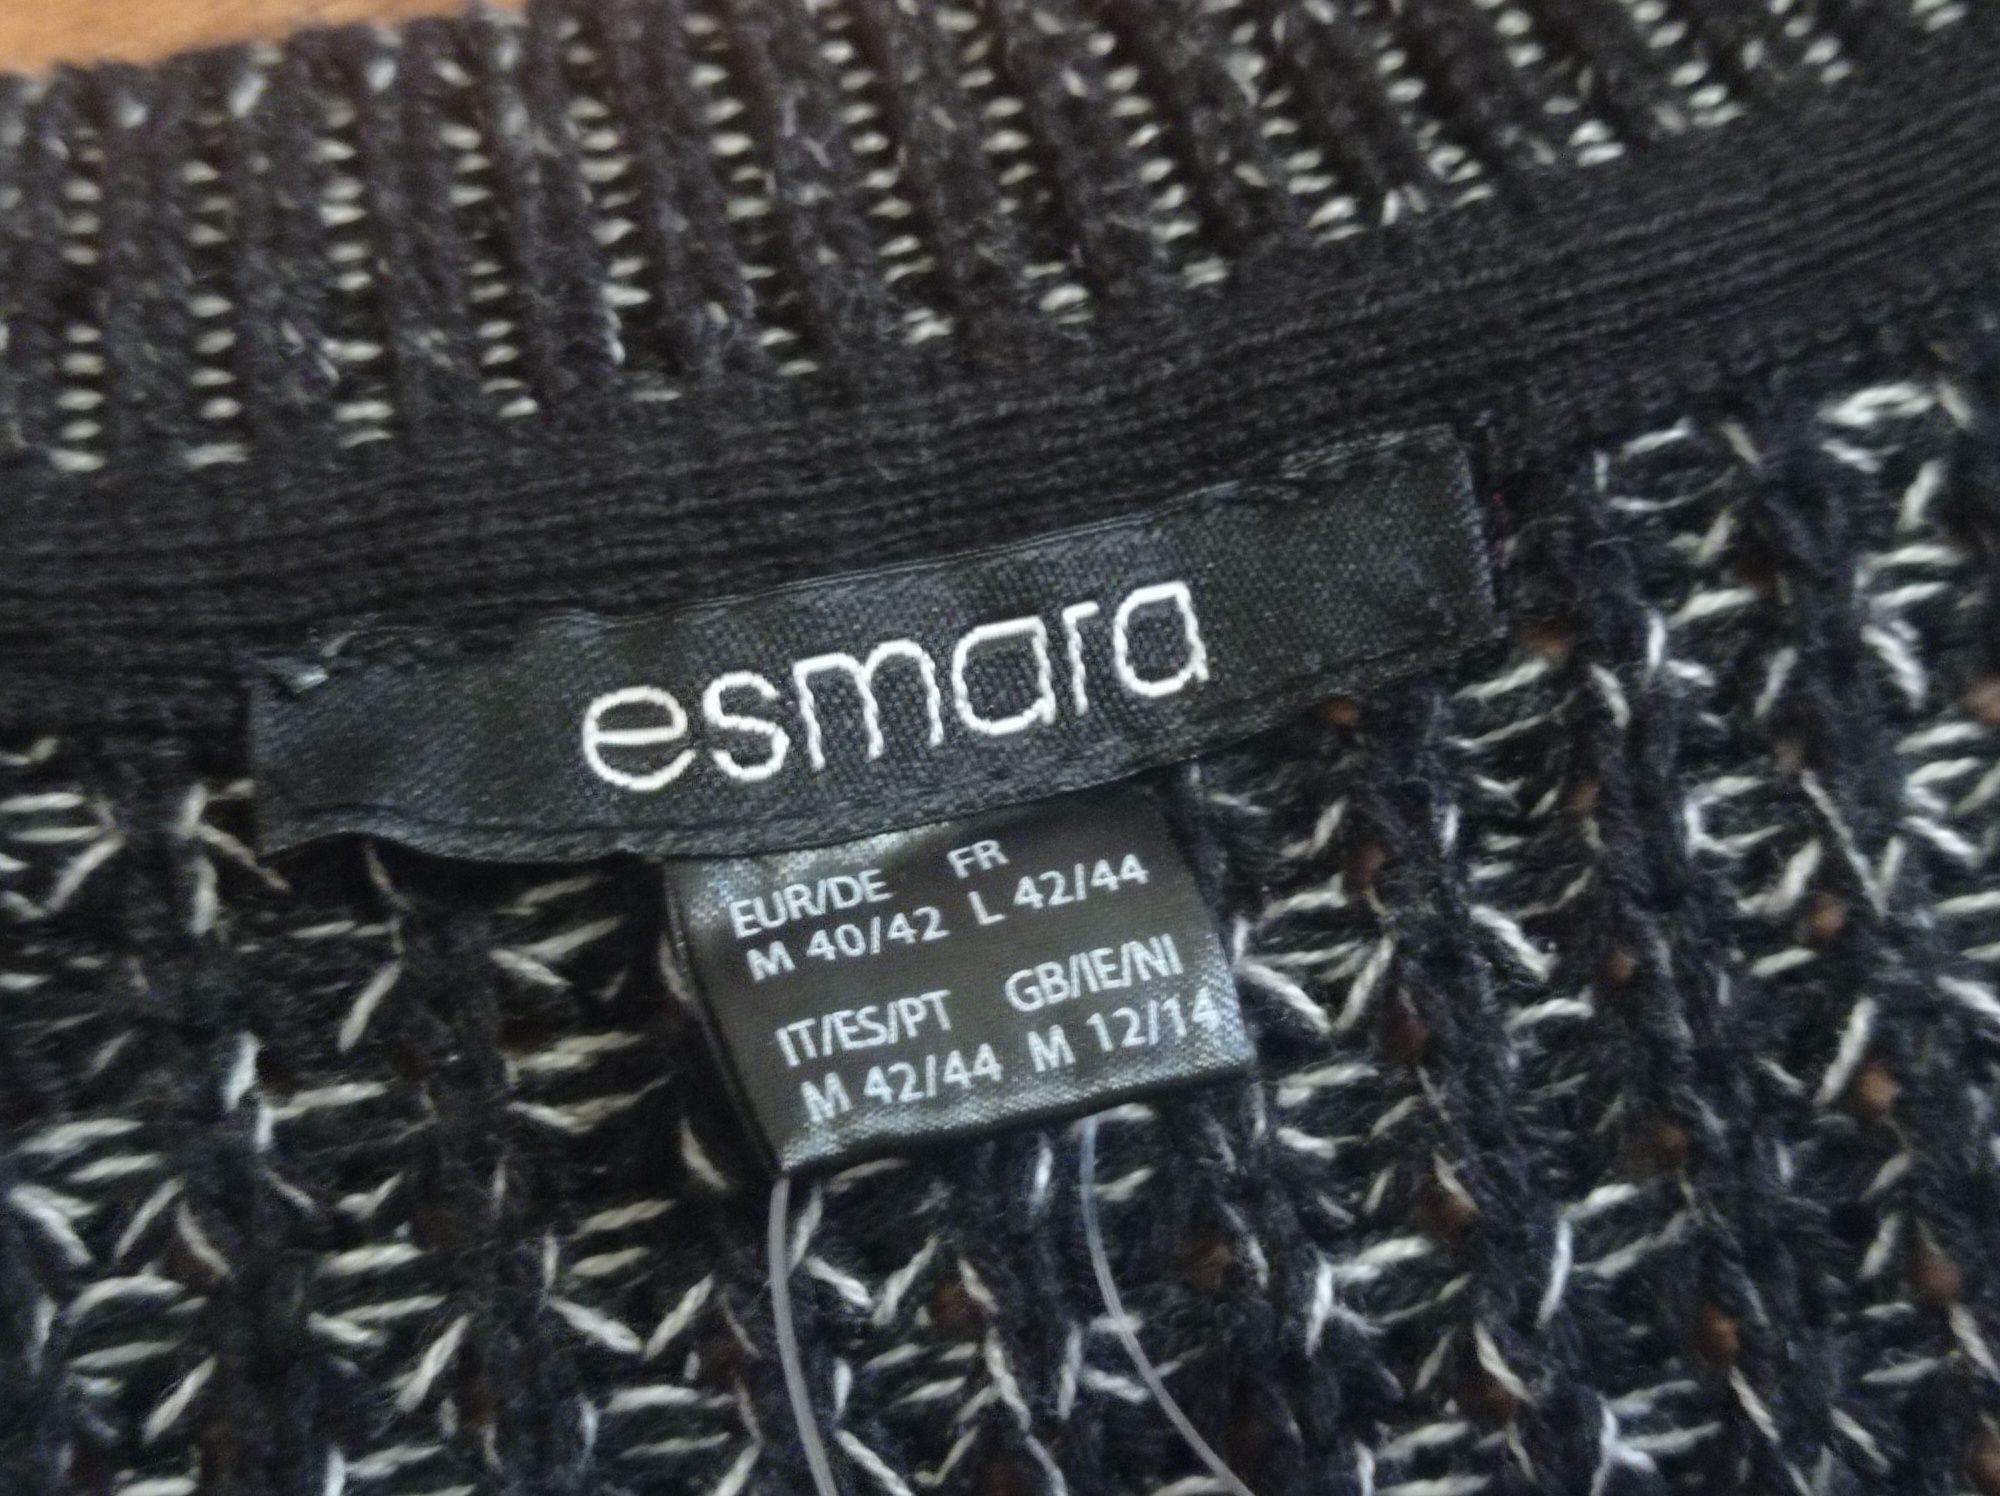 esmara
EUR/DE FR
M 40/42 L 42/44
IT/ES/PT GB/IE/NI
M 42/44 M 12/14